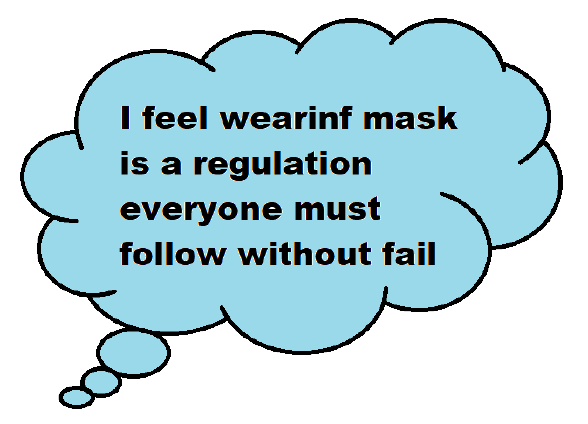 I feel wearinf mask
is a regulation
everyone must
follow without fail